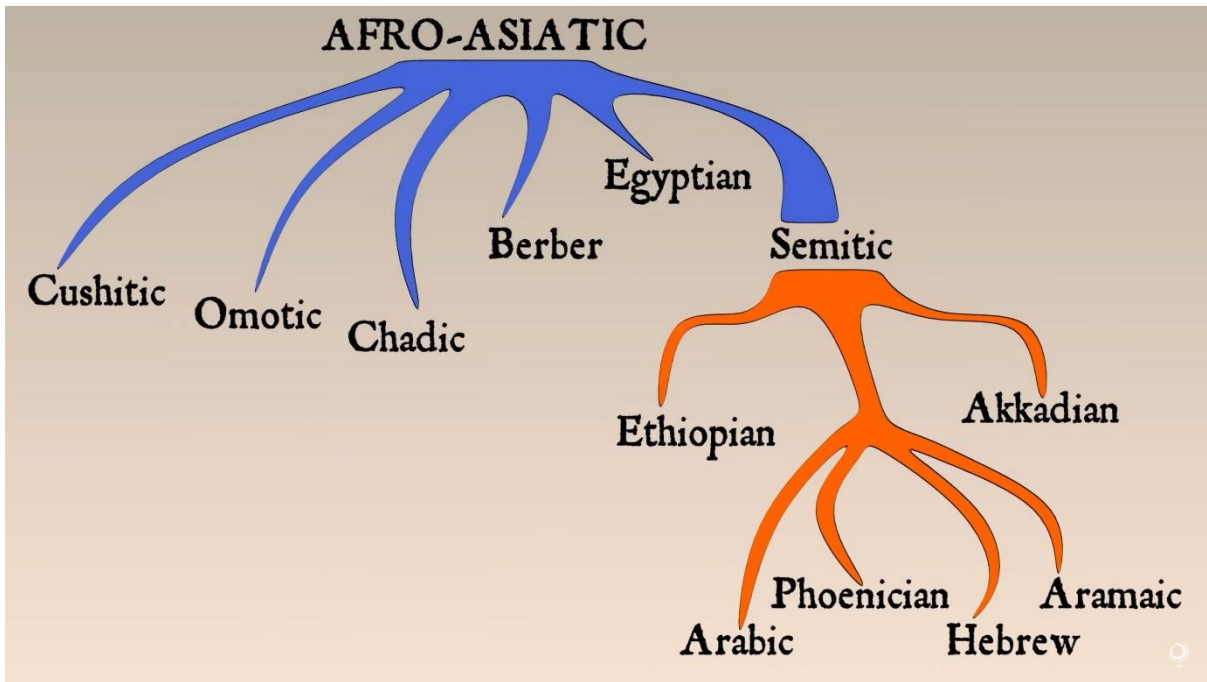 AFRO-ASIATIC
Egyptian
Berber
Semitic
Cushitic
Omotic
Chadic
Ethiopian
Akkadian
Phoenician
Aramaic
Arabic
Hebrew